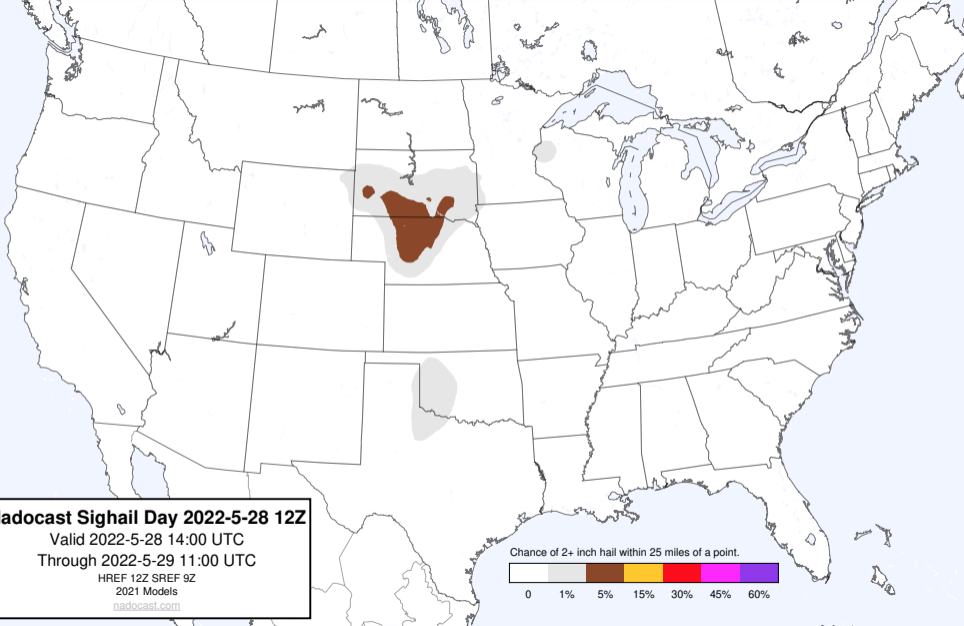 adocast Sighail Day 2022-5-28 12Z
Valid 2022-5-28 14:00 UTC
Through 2022-5-29 11:00 UTC
HREF 12Z SREF 9Z
2021 Models
nadocast.com
Chance of 2+ inch hail within 25 miles of a point.
0 1% 5% 15% 30% 45% 60%